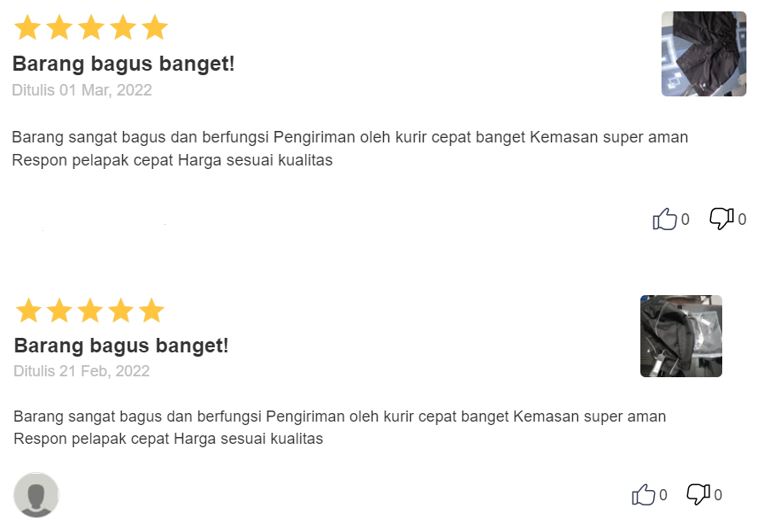 Barang bagus banget!
Ditulis 01 Mar, 2022
Barang sangat bagus dan berfungsi Pengiriman oleh kurir cepat banget Kemasan super aman
Respon pelapak cepat Harga sesuai kualitas
0 0
Barang bagus banget!
Ditulis 21 Feb, 2022
Barang sangat bagus dan berfungsi Pengiriman oleh kurir cepat banget Kemasan super aman
Respon pelapak cepat Harga sesuai kualitas
0 0